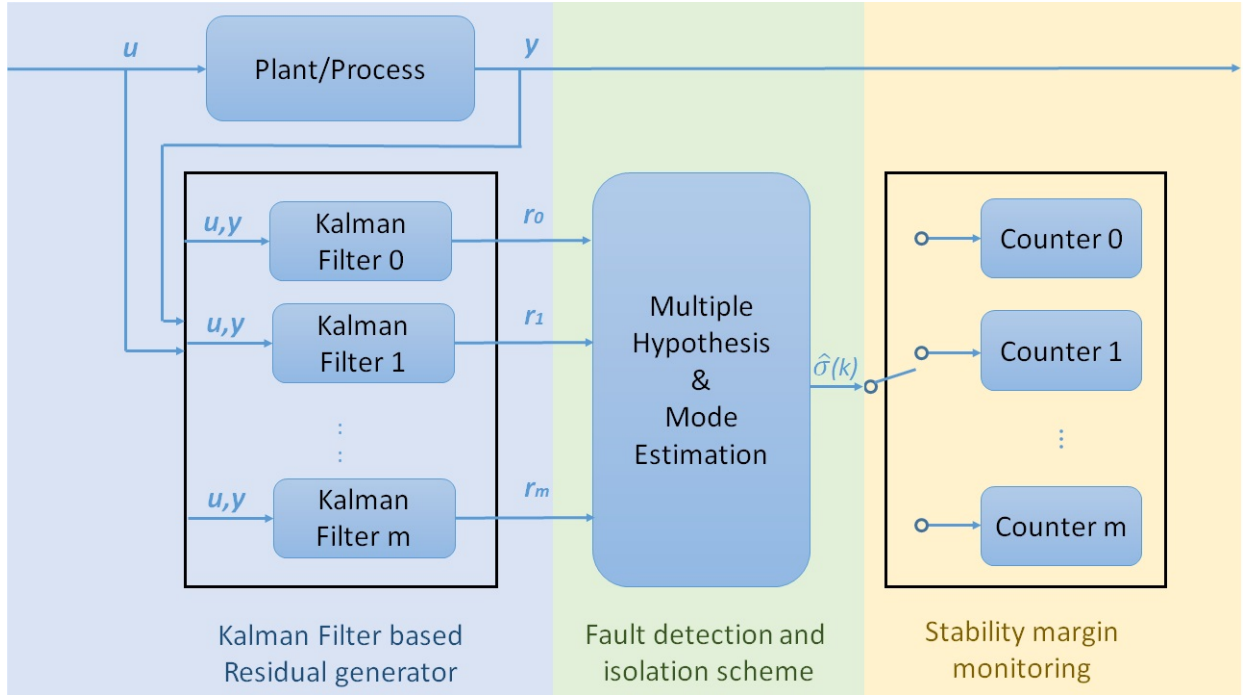 u
y
Plant/Process
u,y
Kalman
Filter 0
r₀
u,y
Kalman
Filter 1
r₁
⋮
u,y
Kalman
Filter m
rₘ
Multiple
Hypothesis
&
Mode
Estimation
σ̂(k)
Counter 0
Counter 1
⋮
Counter m
Kalman Filter based
Residual generator
Fault detection and
isolation scheme
Stability margin
monitoring